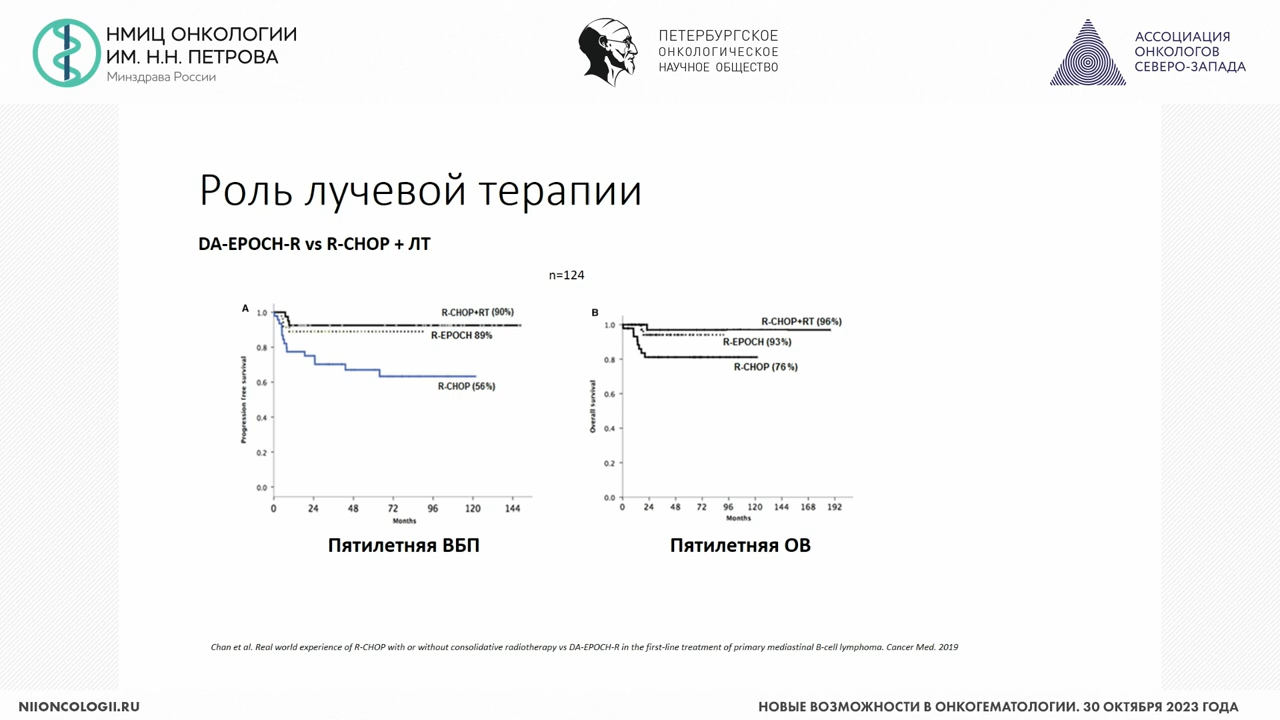 НМИЦ ОНКОЛОГИИ
ИМ. Н.Н. ПЕТРОВА
Минздрава России
ПЕТЕРБУРГСКОЕ
ОНКОЛОГИЧЕСКОЕ
НАУЧНОЕ ОБЩЕСТВО
АССОЦИАЦИЯ
ОНКОЛОГОВ
СЕВЕРО-ЗАПАДА
Роль лучевой терапии
DA-EPOCH-R vs R-CHOP + ЛТ
n=124
A
Progression free survival
1.0
0.8
0.6
0.4
0.2
0.0
R-CHOP+RT (90%)
R-EPOCH 89%
R-CHOP (56%)
0 24 48 72 96 120 144
Months
Пятилетняя ВБП
B
Overall survival
1.0
0.8
0.6
0.4
0.2
0.0
R-CHOP+RT (96%)
R-EPOCH (93%)
R-CHOP (76%)
0 24 48 72 96 120 144 168 192
Months
Пятилетняя ОВ
Chan et al. Real world experience of R-CHOP with or without consolidative radiotherapy vs DA-EPOCH-R in the first-line treatment of primary mediastinal B-cell lymphoma. Cancer Med. 2019
NIIONCOLOGII.RU
НОВЫЕ ВОЗМОЖНОСТИ В ОНКОГЕМАТОЛОГИИ. 30 ОКТЯБРЯ 2023 ГОДА